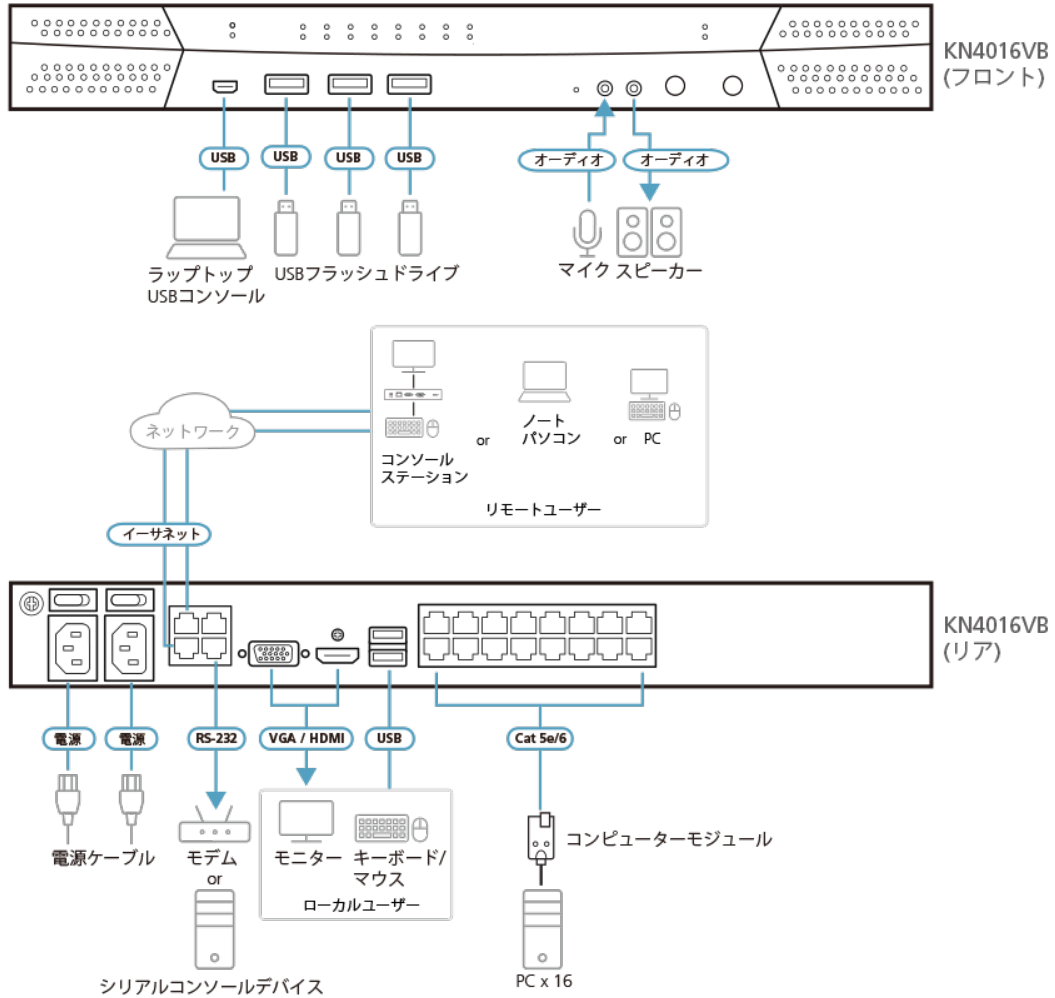 KN4016VB
(フロント)
USB
USB
USB
USB
オーディオ
オーディオ
ラップトップ
USBコンソール
USBフラッシュドライブ
マイク
スピーカー
ネットワーク
コンソール
ステーション
or
ノート
パソコン
or
PC
リモートユーザー
イーサネット
KN4016VB
(リア)
電源
電源
RS-232
VGA / HDMI
USB
Cat 5e/6
電源ケーブル
モデム
or
シリアルコンソールデバイス
モニター
キーボード/
マウス
ローカルユーザー
コンピューターモジュール
PC x 16